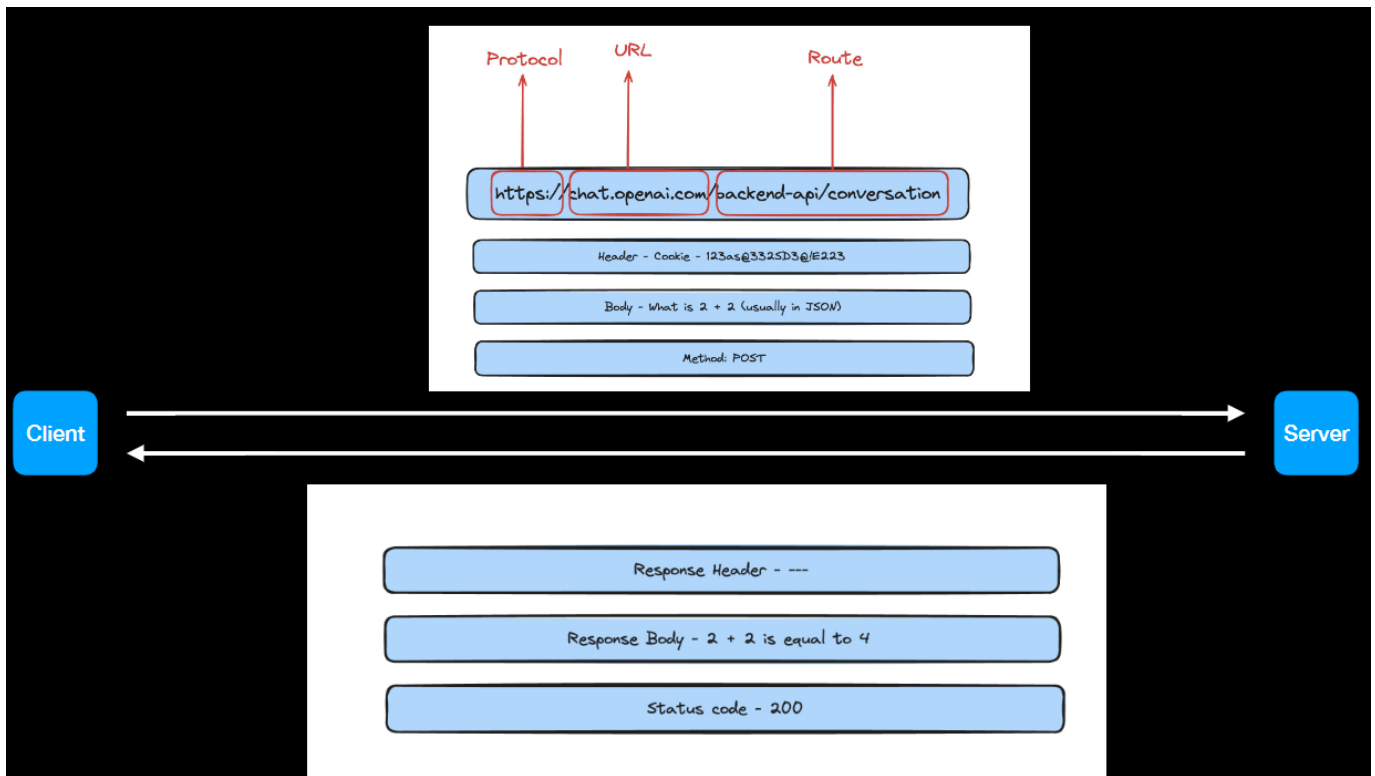 Protocol
URL
Route
https://chat.openai.com/backend-api/conversation
Header - Cookie - 123as@3325D3@/E223
Body - What is 2 + 2 (usually in JSON)
Method: POST
Client
Server
Response Header - ---
Response Body - 2 + 2 is equal to 4
Status code - 200